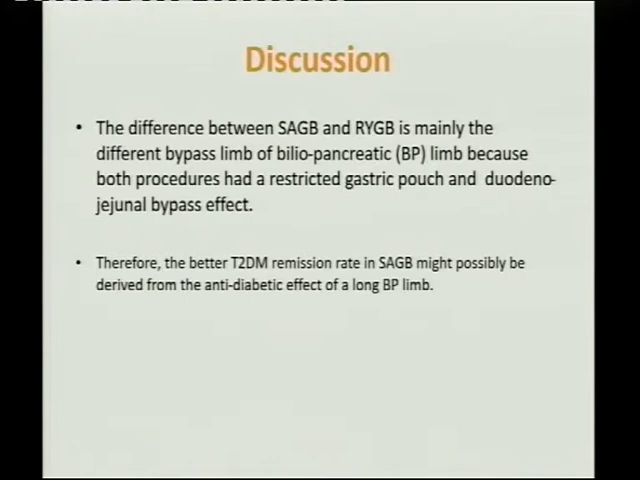 Discussion
• The difference between SAGB and RYGB is mainly the
different bypass limb of bilio-pancreatic (BP) limb because
both procedures had a restricted gastric pouch and duodeno-
jejunal bypass effect.
• Therefore, the better T2DM remission rate in SAGB might possibly be
derived from the anti-diabetic effect of a long BP limb.